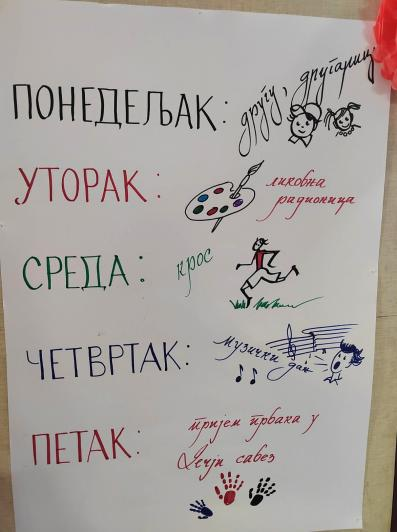 ПОНЕДЕЉАК: другу, другарици
УТОРАК: ликовна
радионица
СРЕДА: крос
ЧЕТВРТАК: музички
дан
ПЕТАК: пријем првака у
Дечји савез